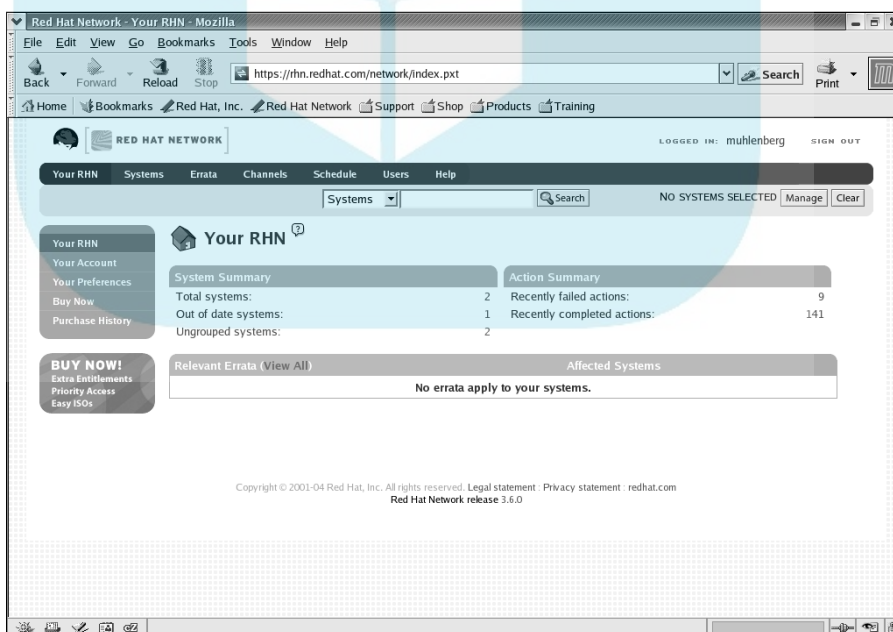 Red Hat Network - Your RHN - Mozilla
File Edit View Go Bookmarks Tools Window Help
Back Forward Reload Stop https://rhn.redhat.com/network/index.pxt Search Print
Home Bookmarks Red Hat, Inc. Red Hat Network Support Shop Products Training
RED HAT NETWORK LOGGED IN: muhlenberg SIGN OUT
Your RHN Systems Errata Channels Schedule Users Help
Systems Search NO SYSTEMS SELECTED Manage Clear
Your RHN
Your Account
Your Preferences
Buy Now
Purchase History
BUY NOW!
Extra Entitlements
Priority Access
Easy ISOs
Your RHN ?
System Summary
Total systems: 2
Out of date systems: 1
Ungrouped systems: 2
Action Summary
Recently failed actions: 9
Recently completed actions: 141
Relevant Errata (View All) Affected Systems
No errata apply to your systems.
Copyright © 2001-04 Red Hat, Inc. All rights reserved. Legal statement : Privacy statement : redhat.com
Red Hat Network release 3.6.0